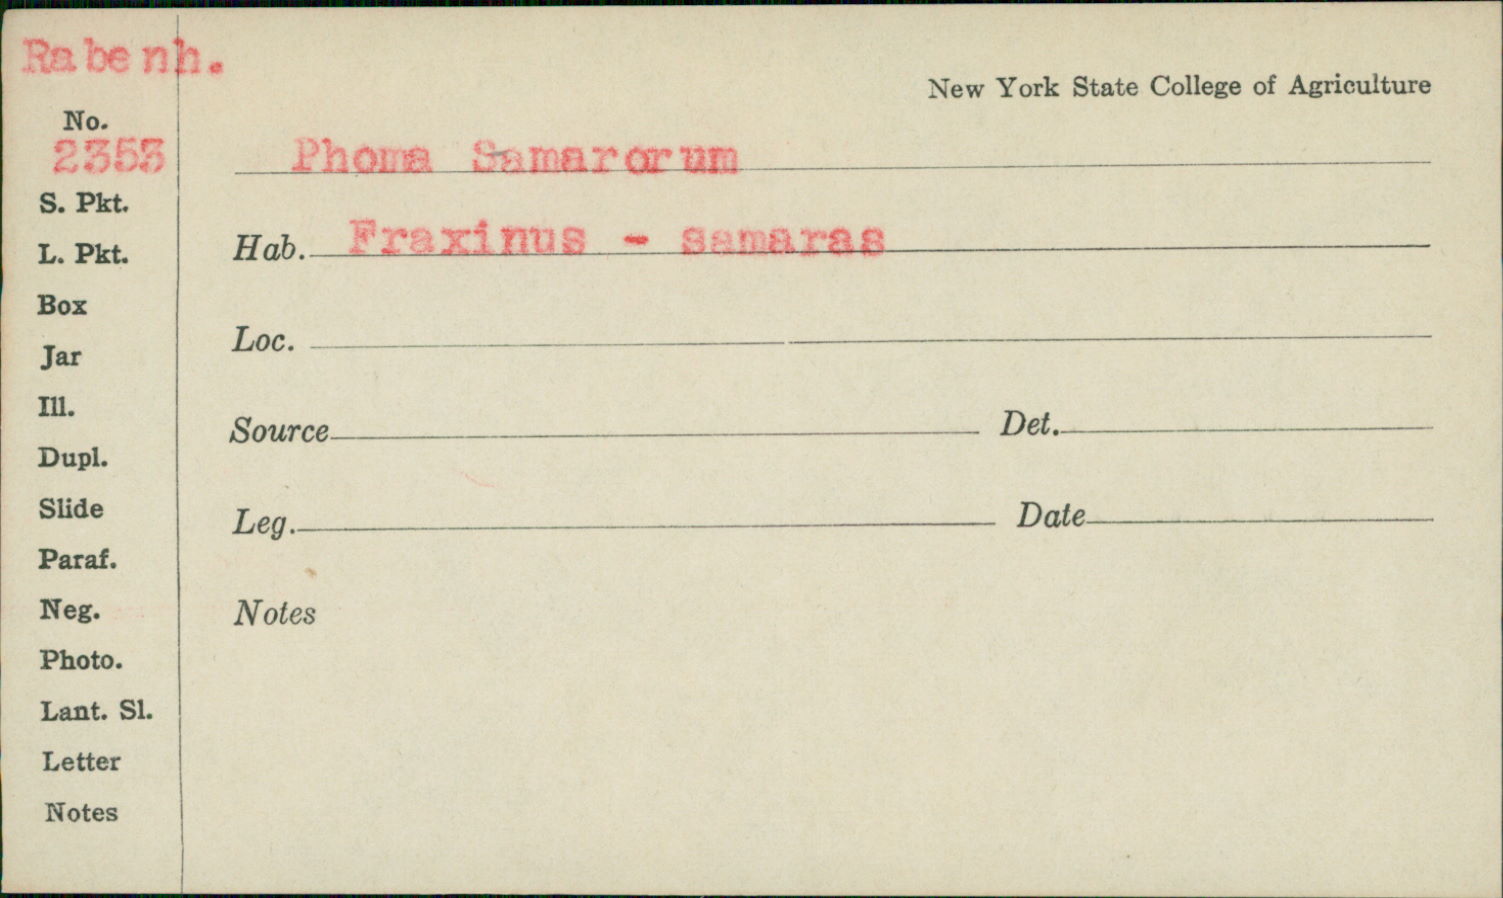 Rabenh.
New York State College of Agriculture
No.
2353
Phoma Samarorum
S. Pkt.
Hab. Fraxinus - samaras
L. Pkt.
Box
Loc.
Jar
Ill.
Source Det.
Dupl.
Slide
Leg. Date
Paraf.
Neg.
Notes
Photo.
Lant. Sl.
Letter
Notes